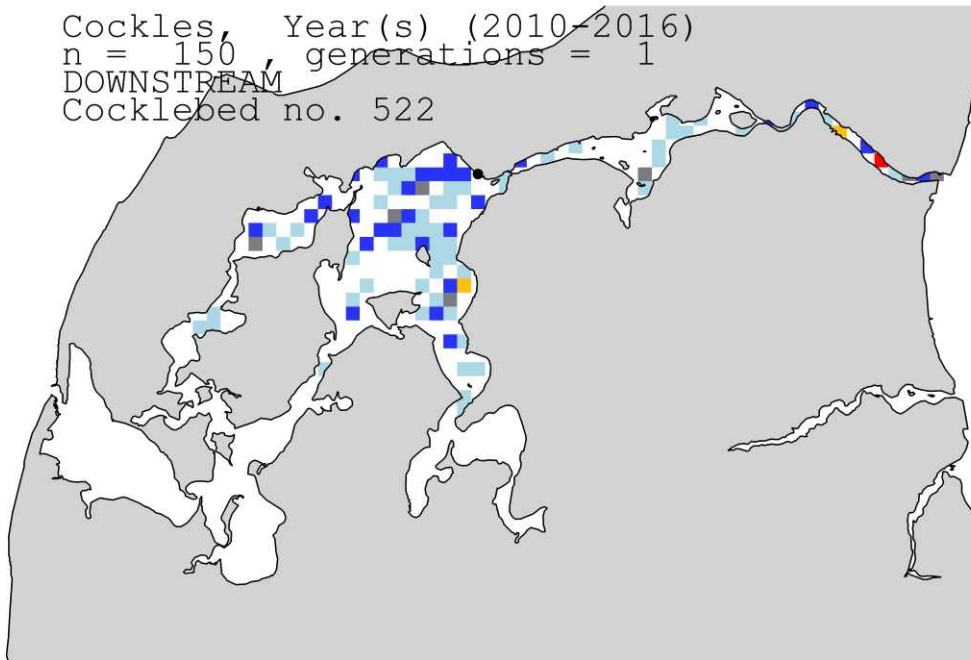 Cockles, Year(s) (2010-2016)
n = 150 , generations = 1
DOWNSTREAM
Cocklebed no. 522